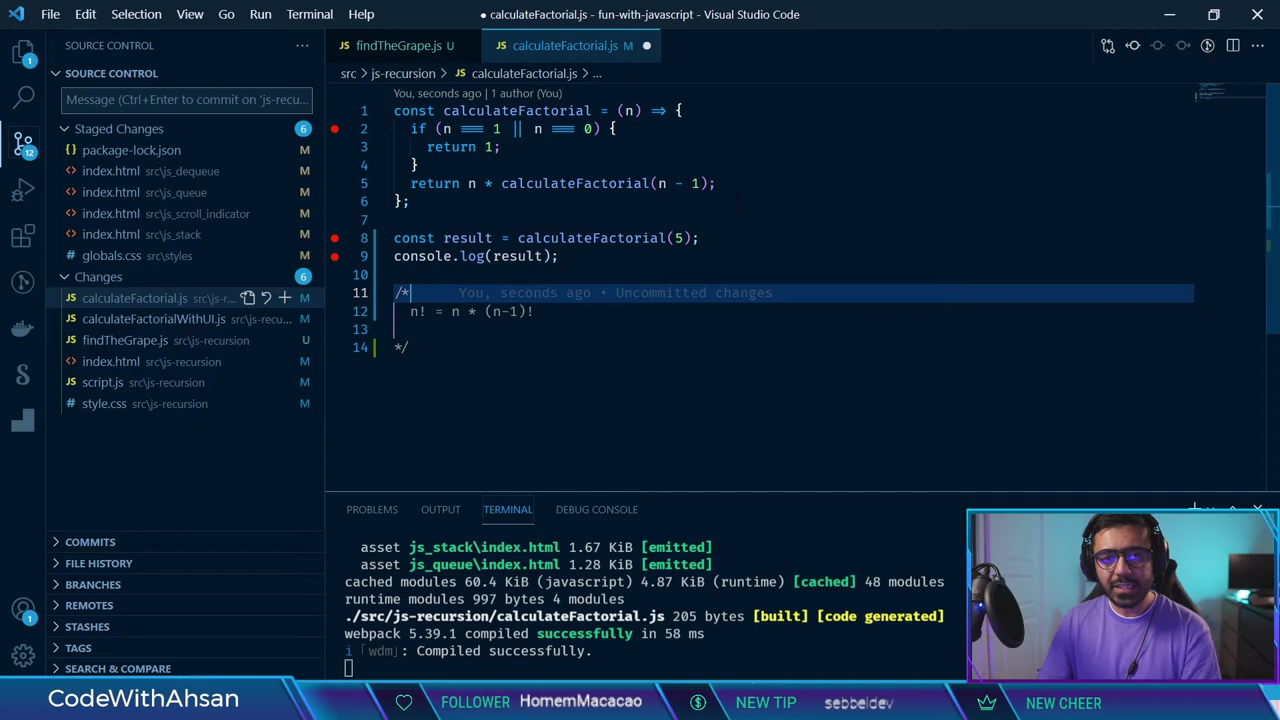 File Edit Selection View Go Run Terminal Help
● calculateFactorial.js - fun-with-javascript - Visual Studio Code
SOURCE CONTROL
findTheGrape.js U
calculateFactorial.js M
src > js-recursion > calculateFactorial.js > ...
SOURCE CONTROL
Message (Ctrl+Enter to commit on 'js-recu...
Staged Changes 6
package-lock.json M
index.html src\js_dequeue M
index.html src\js_queue M
index.html src\js_scroll_indicator M
index.html src\js_stack M
globals.css src\styles M
Changes 6
calculateFactorial.js src\js-r... M
calculateFactorialWithUI.js src\js-recu... M
findTheGrape.js src\js-recursion U
index.html src\js-recursion M
script.js src\js-recursion M
style.css src\js-recursion M
COMMITS
FILE HISTORY
BRANCHES
REMOTES
STASHES
TAGS
SEARCH & COMPARE
1
12
1
You, seconds ago | 1 author (You)
1 const calculateFactorial = (n) => {
2 if (n === 1 || n === 0) {
3 return 1;
4 }
5 return n * calculateFactorial(n - 1);
6 };
7
8 const result = calculateFactorial(5);
9 console.log(result);
10
11 /* You, seconds ago • Uncommitted changes
12 n! = n * (n-1)!
13
14 */
PROBLEMS OUTPUT TERMINAL DEBUG CONSOLE
asset js_stack\index.html 1.67 KiB [emitted]
asset js_queue\index.html 1.28 KiB [emitted]
cached modules 60.4 KiB (javascript) 4.87 KiB (runtime) [cached] 48 modules
runtime modules 997 bytes 4 modules
./src/js-recursion/calculateFactorial.js 205 bytes [built] [code generated]
webpack 5.39.1 compiled successfully in 58 ms
i ｢wdm｣: Compiled successfully.
CodeWithAhsan
FOLLOWER HomemMacacao
NEW TIP sebbeldev
NEW CHEER